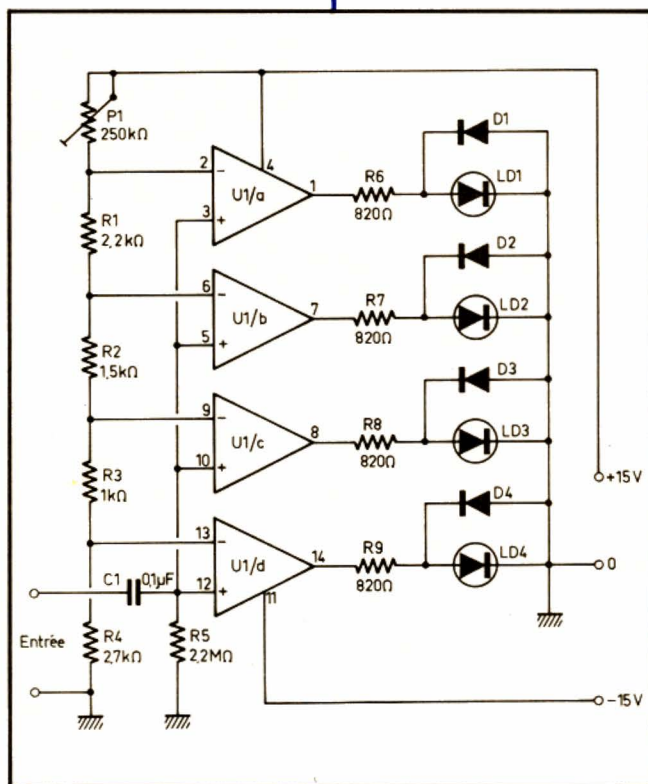 P1
250kΩ
R1
2,2kΩ
R2
1,5kΩ
R3
1kΩ
R4
2,7kΩ
Entrée
C1
0,1µF
R5
2,2MΩ
2
−
3
+
U1/a
4
1
R6
820Ω
D1
LD1
6
−
5
+
U1/b
7
R7
820Ω
D2
LD2
9
−
10
+
U1/c
8
R8
820Ω
D3
LD3
13
−
12
+
U1/d
11
14
R9
820Ω
D4
LD4
+15V
0
−15V